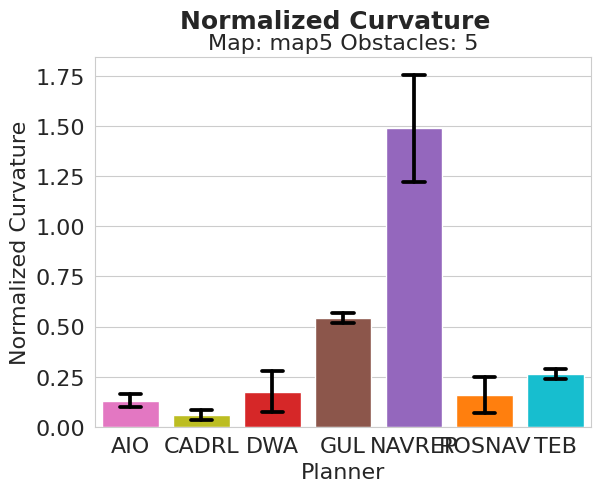 Normalized Curvature
Map: map5 Obstacles: 5
Normalized Curvature
1.75
1.50
1.25
1.00
0.75
0.50
0.25
0.00
AIO CADRL DWA GUL NAVREP ROSNAV TEB
Planner